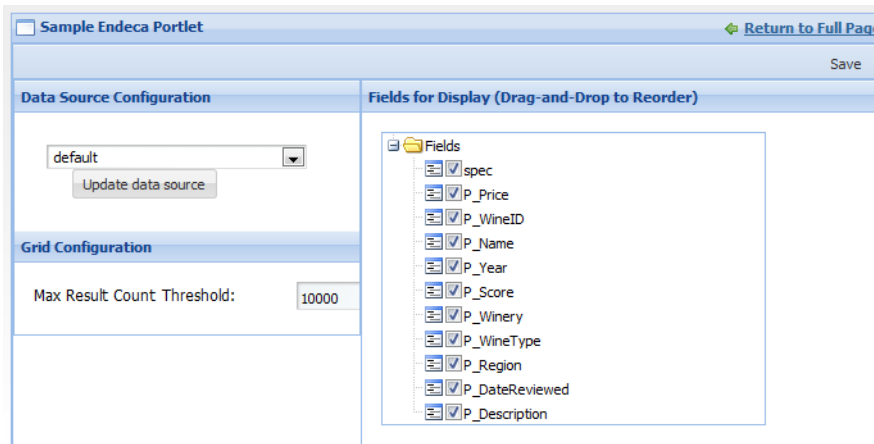 Sample Endeca Portlet
Return to Full Page
Save
Data Source Configuration
default
Update data source
Grid Configuration
Max Result Count Threshold: 10000
Fields for Display (Drag-and-Drop to Reorder)
Fields
spec
P_Price
P_WineID
P_Name
P_Year
P_Score
P_Winery
P_WineType
P_Region
P_DateReviewed
P_Description